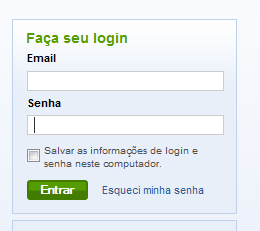 Faça seu login
Email
Senha
Salvar as informações de login e
senha neste computador.
Entrar Esqueci minha senha